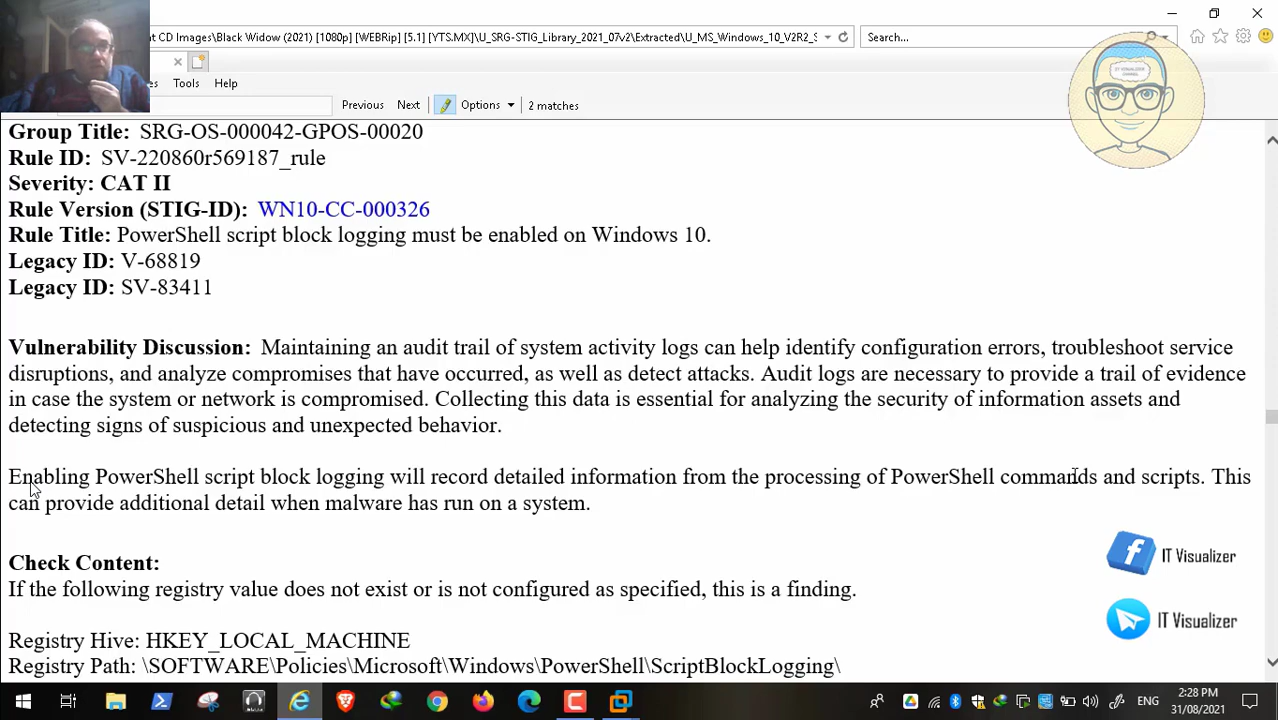 nt CD Images\Black Widow (2021) [1080p] [WEBRip] [5.1] [YTS.MX]\U_SRG-STIG_Library_2021_07v2\Extracted\U_MS_Windows_10_V2R2_S
Search...
Tools Help
Previous Next Options 2 matches
IT VISUALIZER
CHANNEL
Group Title: SRG-OS-000042-GPOS-00020
Rule ID: SV-220860r569187_rule
Severity: CAT II
Rule Version (STIG-ID): WN10-CC-000326
Rule Title: PowerShell script block logging must be enabled on Windows 10.
Legacy ID: V-68819
Legacy ID: SV-83411
Vulnerability Discussion: Maintaining an audit trail of system activity logs can help identify configuration errors, troubleshoot service
disruptions, and analyze compromises that have occurred, as well as detect attacks. Audit logs are necessary to provide a trail of evidence
in case the system or network is compromised. Collecting this data is essential for analyzing the security of information assets and
detecting signs of suspicious and unexpected behavior.
Enabling PowerShell script block logging will record detailed information from the processing of PowerShell commands and scripts. This
can provide additional detail when malware has run on a system.
Check Content:
If the following registry value does not exist or is not configured as specified, this is a finding.
Registry Hive: HKEY_LOCAL_MACHINE
Registry Path: \SOFTWARE\Policies\Microsoft\Windows\PowerShell\ScriptBlockLogging\
IT Visualizer
IT Visualizer
ENG
2:28 PM
31/08/2021